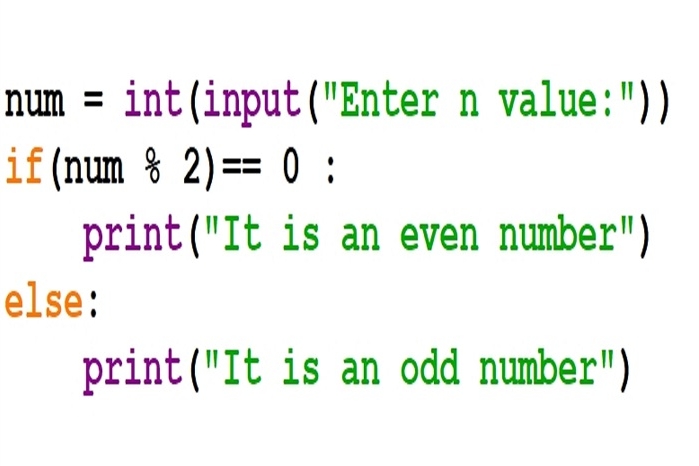 num = int(input("Enter n value:"))
if(num % 2)== 0 :
    print("It is an even number")
else:
    print("It is an odd number")